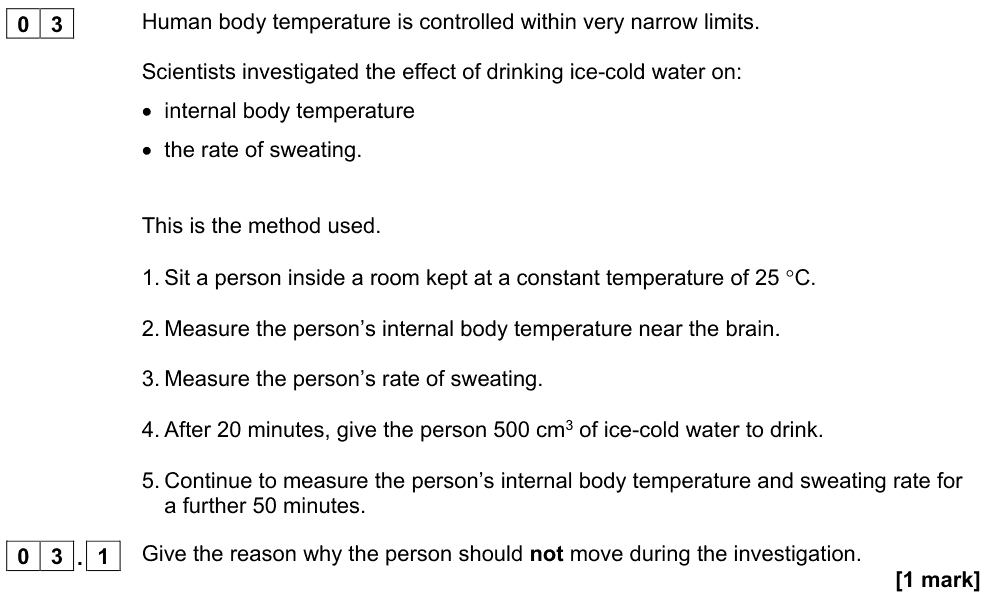 0 3 Human body temperature is controlled within very narrow limits.
Scientists investigated the effect of drinking ice-cold water on:
• internal body temperature
• the rate of sweating.
This is the method used.
1. Sit a person inside a room kept at a constant temperature of 25 °C.
2. Measure the person’s internal body temperature near the brain.
3. Measure the person’s rate of sweating.
4. After 20 minutes, give the person 500 cm³ of ice-cold water to drink.
5. Continue to measure the person’s internal body temperature and sweating rate for
a further 50 minutes.
0 3 . 1 Give the reason why the person should not move during the investigation.
[1 mark]